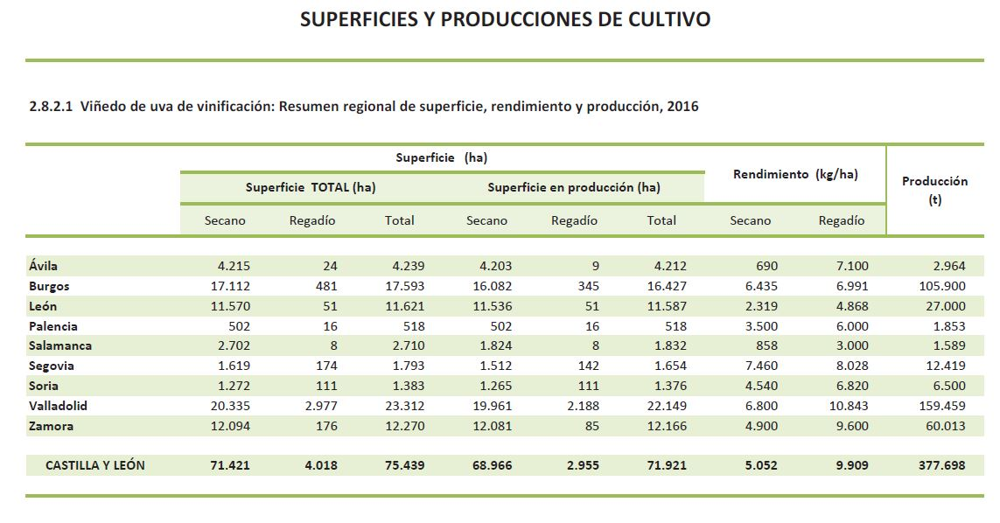 SUPERFICIES Y PRODUCCIONES DE CULTIVO
2.8.2.1 Viñedo de uva de vinificación: Resumen regional de superficie, rendimiento y producción, 2016
Superficie (ha)
Superficie TOTAL (ha) Superficie en producción (ha) Rendimiento (kg/ha) Producción (t)
Secano Regadío Total Secano Regadío Total Secano Regadío
Ávila 4.215 24 4.239 4.203 9 4.212 690 7.100 2.964
Burgos 17.112 481 17.593 16.082 345 16.427 6.435 6.991 105.900
León 11.570 51 11.621 11.536 51 11.587 2.319 4.868 27.000
Palencia 502 16 518 502 16 518 3.500 6.000 1.853
Salamanca 2.702 8 2.710 1.824 8 1.832 858 3.000 1.589
Segovia 1.619 174 1.793 1.512 142 1.654 7.460 8.028 12.419
Soria 1.272 111 1.383 1.265 111 1.376 4.540 6.820 6.500
Valladolid 20.335 2.977 23.312 19.961 2.188 22.149 6.800 10.843 159.459
Zamora 12.094 176 12.270 12.081 85 12.166 4.900 9.600 60.013
CASTILLA Y LEÓN 71.421 4.018 75.439 68.966 2.955 71.921 5.052 9.909 377.698